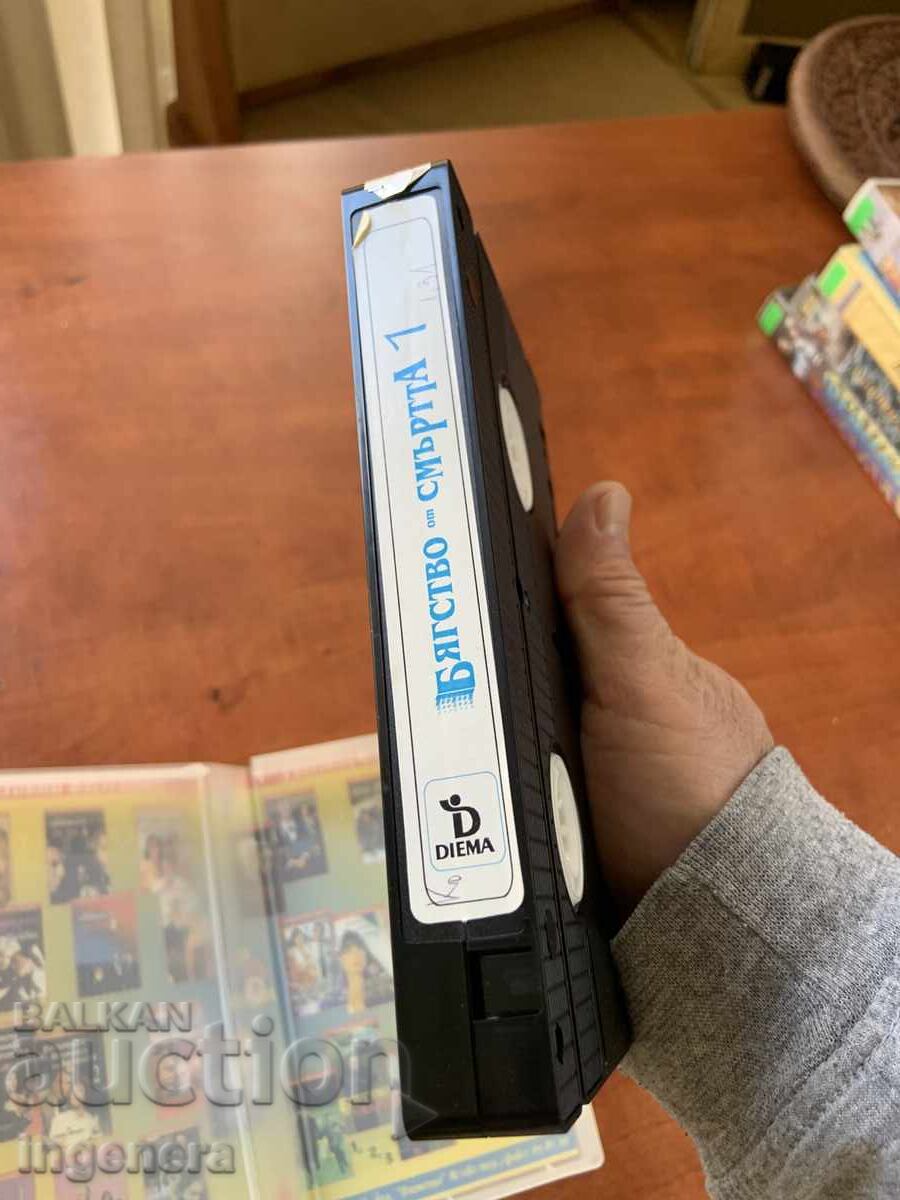 БЯГСТВО от СМЪРТТА 1
DIEMA
BALKAN
auction
ingenera